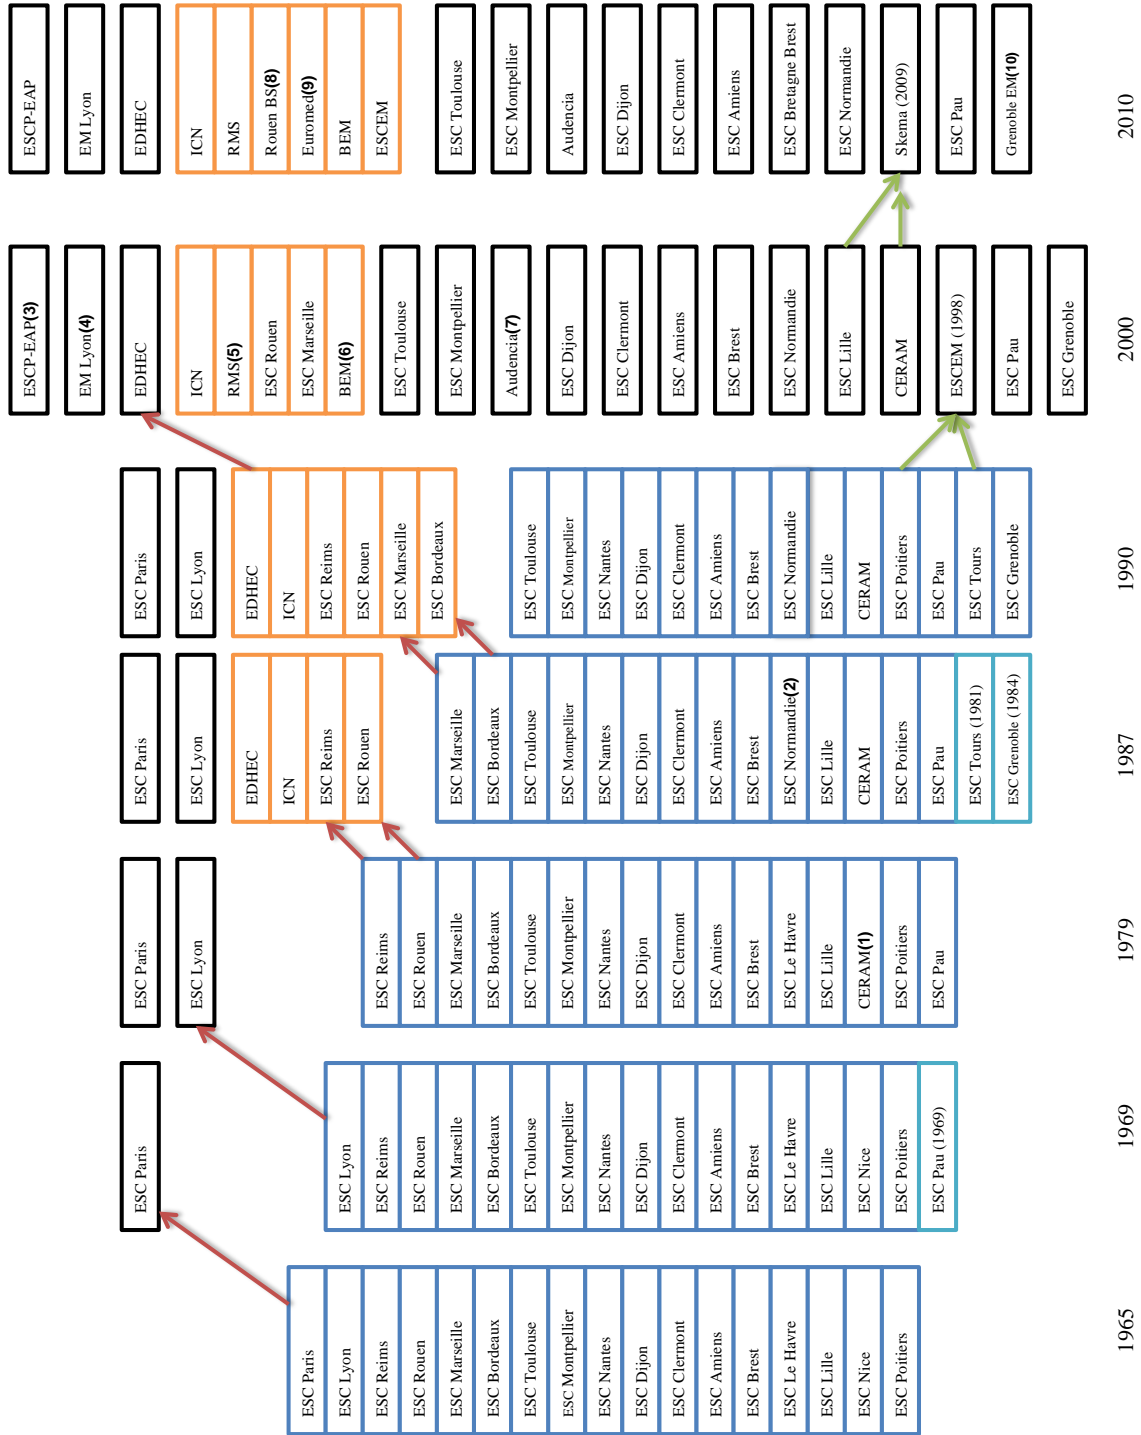 ESC Paris
ESC Lyon
ESC Reims
ESC Rouen
ESC Marseille
ESC Bordeaux
ESC Toulouse
ESC Montpellier
ESC Nantes
ESC Dijon
ESC Clermont
ESC Amiens
ESC Brest
ESC Le Havre
ESC Lille
ESC Nice
ESC Poitiers
1965
ESC Paris
ESC Lyon
ESC Reims
ESC Rouen
ESC Marseille
ESC Bordeaux
ESC Toulouse
ESC Montpellier
ESC Nantes
ESC Dijon
ESC Clermont
ESC Amiens
ESC Brest
ESC Le Havre
ESC Lille
ESC Nice
ESC Poitiers
ESC Pau (1969)
1969
ESC Paris
ESC Lyon
ESC Reims
ESC Rouen
ESC Marseille
ESC Bordeaux
ESC Toulouse
ESC Montpellier
ESC Nantes
ESC Dijon
ESC Clermont
ESC Amiens
ESC Brest
ESC Le Havre
ESC Lille
CERAM(1)
ESC Poitiers
ESC Pau
1979
ESC Paris
ESC Lyon
EDHEC
ICN
ESC Reims
ESC Rouen
ESC Marseille
ESC Bordeaux
ESC Toulouse
ESC Montpellier
ESC Nantes
ESC Dijon
ESC Clermont
ESC Amiens
ESC Brest
ESC Normandie(2)
ESC Lille
CERAM
ESC Poitiers
ESC Pau
ESC Tours (1981)
ESC Grenoble (1984)
1987
ESC Paris
ESC Lyon
EDHEC
ICN
ESC Reims
ESC Rouen
ESC Marseille
ESC Bordeaux
ESC Toulouse
ESC Montpellier
ESC Nantes
ESC Dijon
ESC Clermont
ESC Amiens
ESC Brest
ESC Normandie
ESC Lille
CERAM
ESC Poitiers
ESC Pau
ESC Tours
ESC Grenoble
1990
ESCP-EAP(3)
EM Lyon(4)
EDHEC
ICN
RMS(5)
ESC Rouen
ESC Marseille
BEM(6)
ESC Toulouse
ESC Montpellier
Audencia(7)
ESC Dijon
ESC Clermont
ESC Amiens
ESC Brest
ESC Normandie
ESC Lille
CERAM
ESCEM (1998)
ESC Pau
ESC Grenoble
2000
ESCP-EAP
EM Lyon
EDHEC
ICN
RMS
Rouen BS(8)
Euromed(9)
BEM
ESCEM
ESC Toulouse
ESC Montpellier
Audencia
ESC Dijon
ESC Clermont
ESC Amiens
ESC Bretagne Brest
ESC Normandie
Skema (2009)
ESC Pau
Grenoble EM(10)
2010